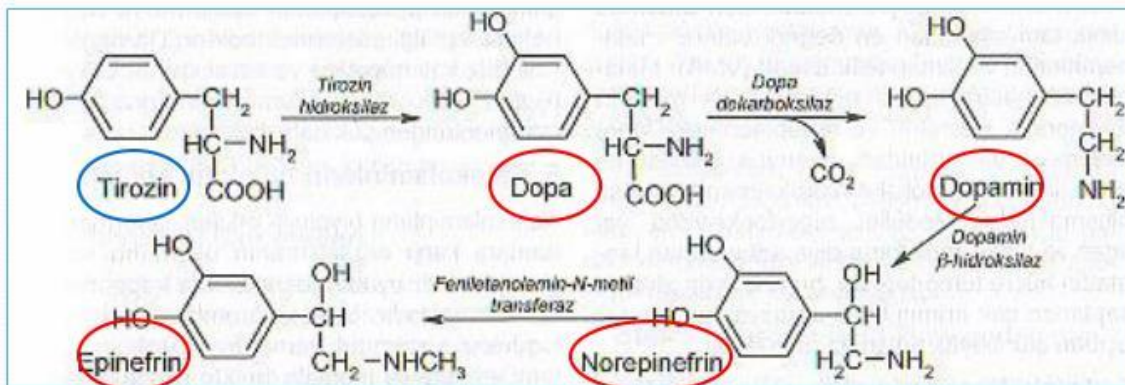 HO
HO
CH2
CH-NH2
COOH
Tirozin
Tirozin
hidroksilaz
HO
HO
CH2
CH-NH2
COOH
Dopa
Dopa
dekarboksilaz
CO2
HO
HO
CH2
CH2
NH2
Dopamin
Dopamin
β-hidroksilaz
HO
HO
OH
CH
H2C-NH2
Norepinefrin
Feniletanolamin-N-metil
transferaz
HO
HO
OH
CH
CH2-NHCH3
Epinefrin